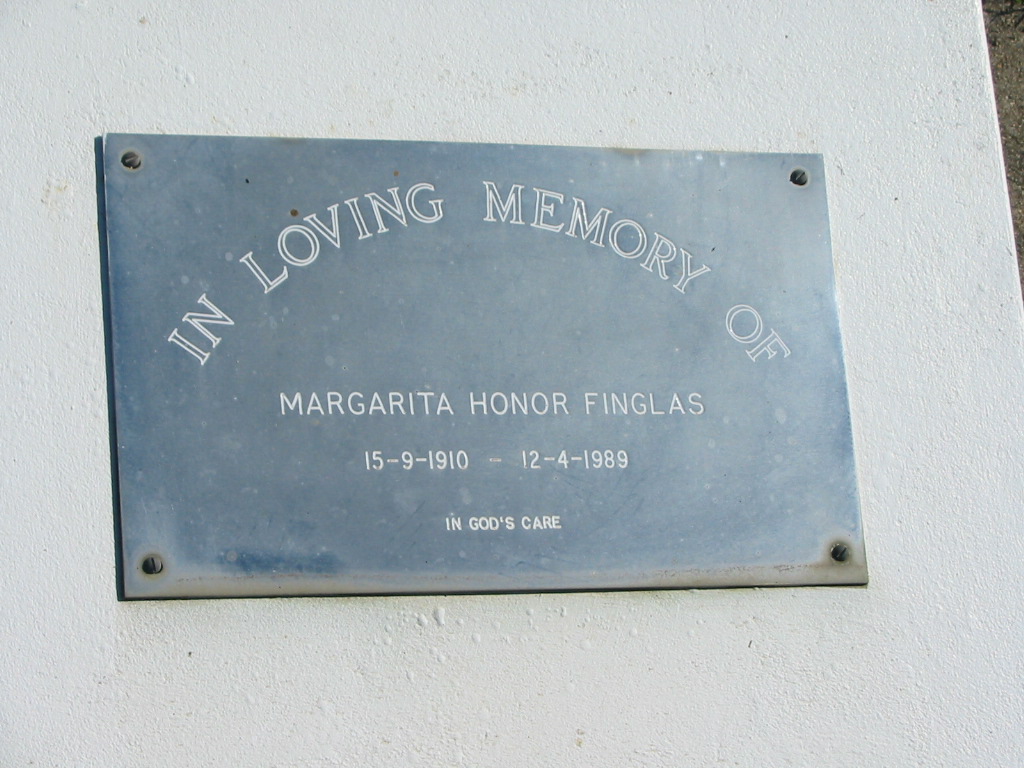 IN LOVING MEMORY OF
MARGARITA HONOR FINGLAS
15-9-1910 - 12-4-1989
IN GOD'S CARE